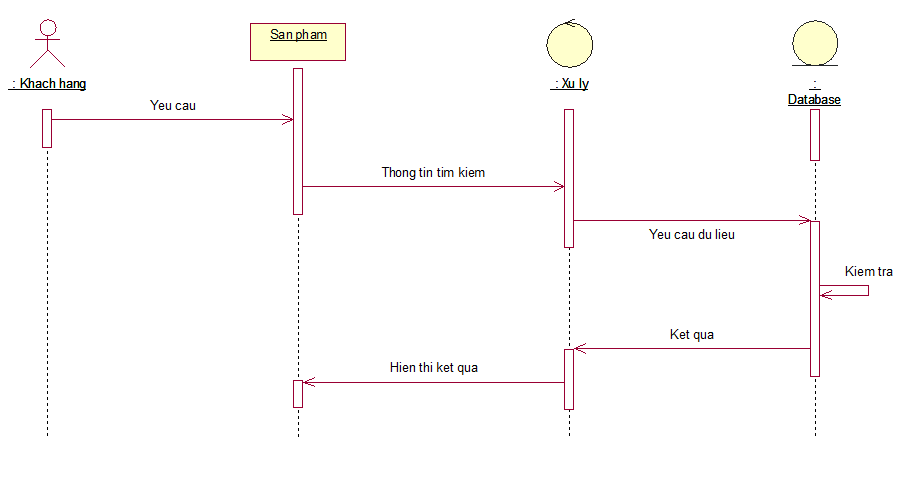 San pham
: Khach hang
: Xu ly
:
Database
Yeu cau
Thong tin tim kiem
Yeu cau du lieu
Kiem tra
Ket qua
Hien thi ket qua